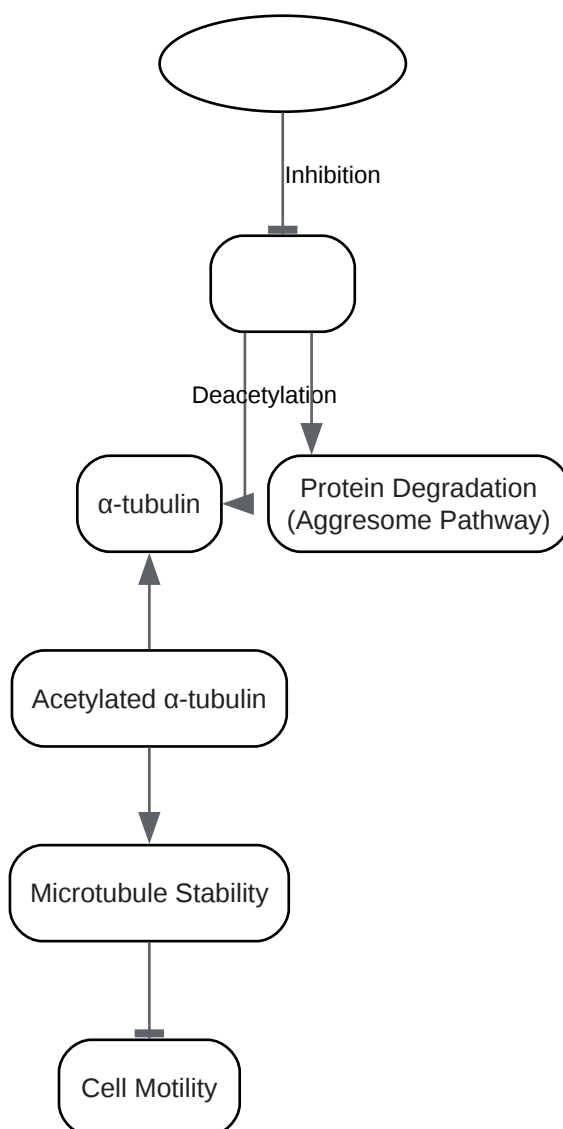 Inhibition
Deacetylation
α-tubulin
Protein Degradation
(Aggresome Pathway)
Acetylated α-tubulin
Microtubule Stability
Cell Motility